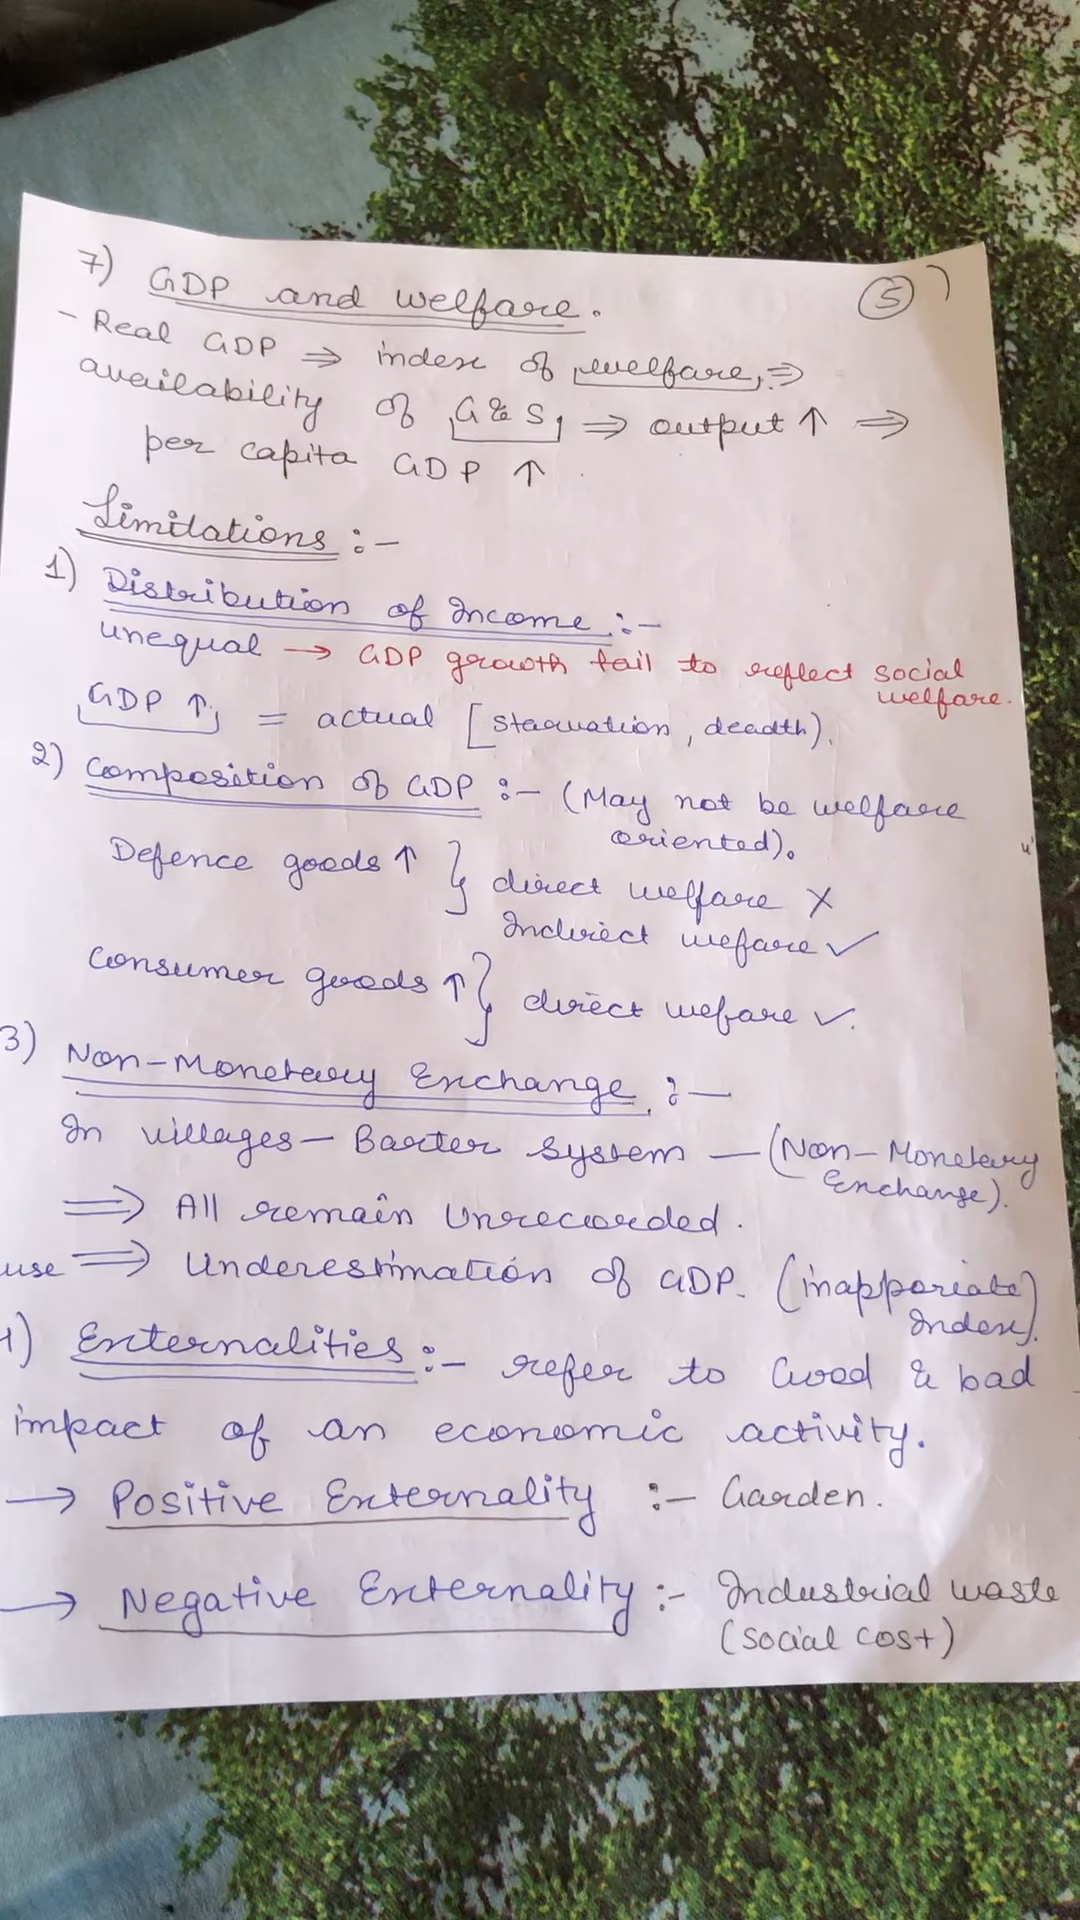 7) GDP and welfare. (5)
- Real GDP ⇒ index of welfare, ⇒
availability of G&S, ⇒ output ↑ ⇒
per capita GDP ↑
Limitations :-
1) Distribution of Income :-
unequal → GDP growth fail to reflect social
welfare.
GDP ↑ = actual [starvation, deadth).
2) Composition of GDP :- (May not be welfare
oriented).
Defence goods ↑ } direct welfare X
Indirect wefare ✓
Consumer goods ↑ } direct wefare ✓.
3) Non-Monetary Exchange :-
In villages - Barter system - (Non-Monetary
Exchange).
⇒ All remain Unrecorded.
use ⇒ Underestimation of GDP. (inapporiate)
Index).
4) Externalities :- refer to Good & bad
impact of an economic activity.
→ Positive Externality :- Garden.
→ Negative Externality :- Industrial waste
(social cost)